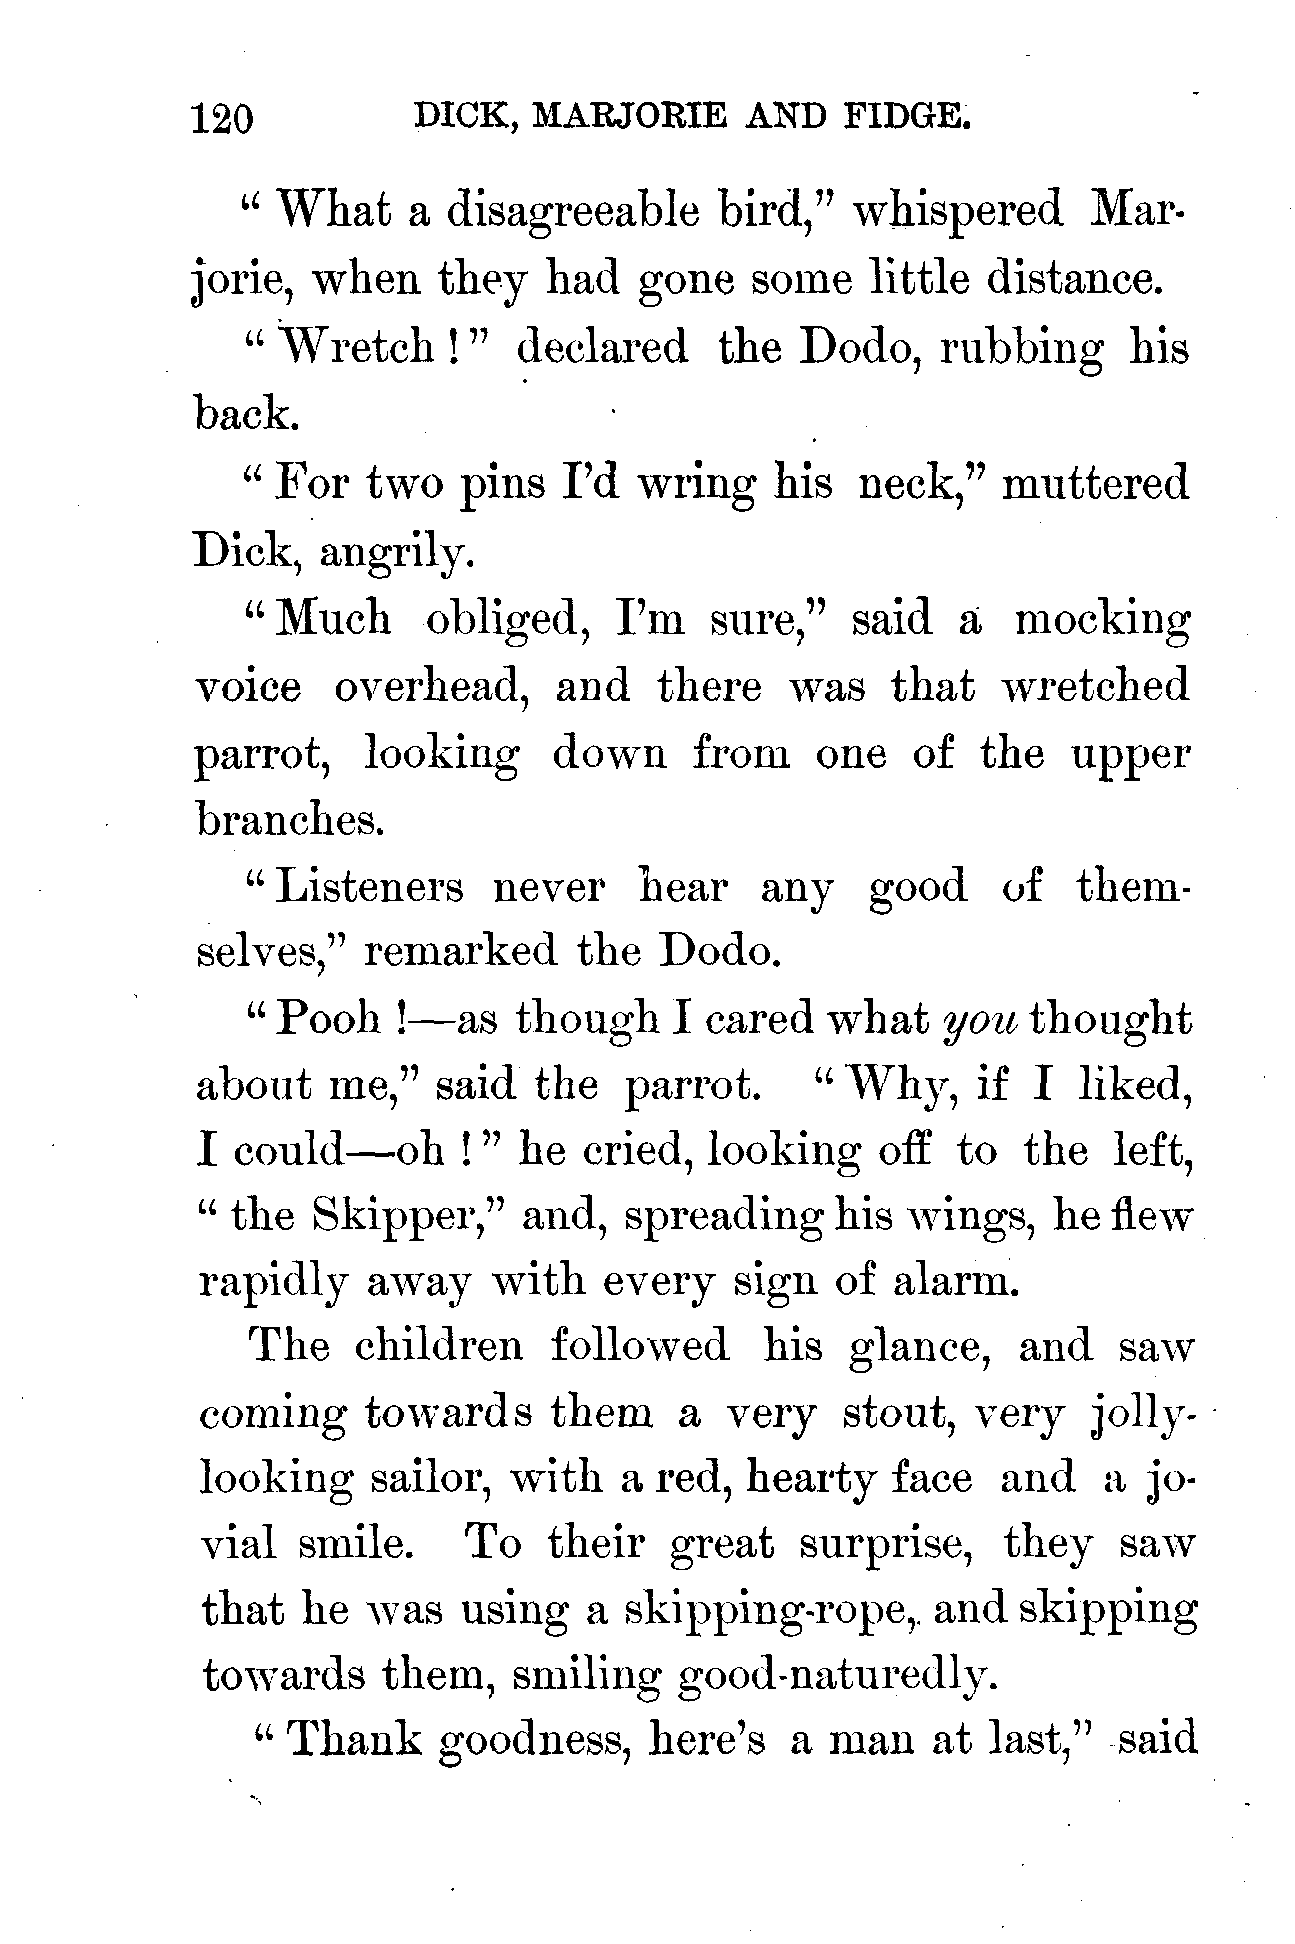 120 DICK, MARJORIE AND FIDGE.
“ What a disagreeable bird,” whispered Mar-
jorie, when they had gone some little distance.
“ Wretch ! ” declared the Dodo, rubbing his
back.
“ For two pins I’d wring his neck,” muttered
Dick, angrily.
“ Much obliged, I’m sure,” said a mocking
voice overhead, and there was that wretched
parrot, looking down from one of the upper
branches.
“ Listeners never hear any good of them-
selves,” remarked the Dodo.
“ Pooh !—as though I cared what you thought
about me,” said the parrot. “ Why, if I liked,
I could—oh ! ” he cried, looking off to the left,
“ the Skipper,” and, spreading his wings, he flew
rapidly away with every sign of alarm.
The children followed his glance, and saw
coming towards them a very stout, very jolly-
looking sailor, with a red, hearty face and a jo-
vial smile. To their great surprise, they saw
that he was using a skipping-rope, and skipping
towards them, smiling good-naturedly.
“ Thank goodness, here’s a man at last,” said